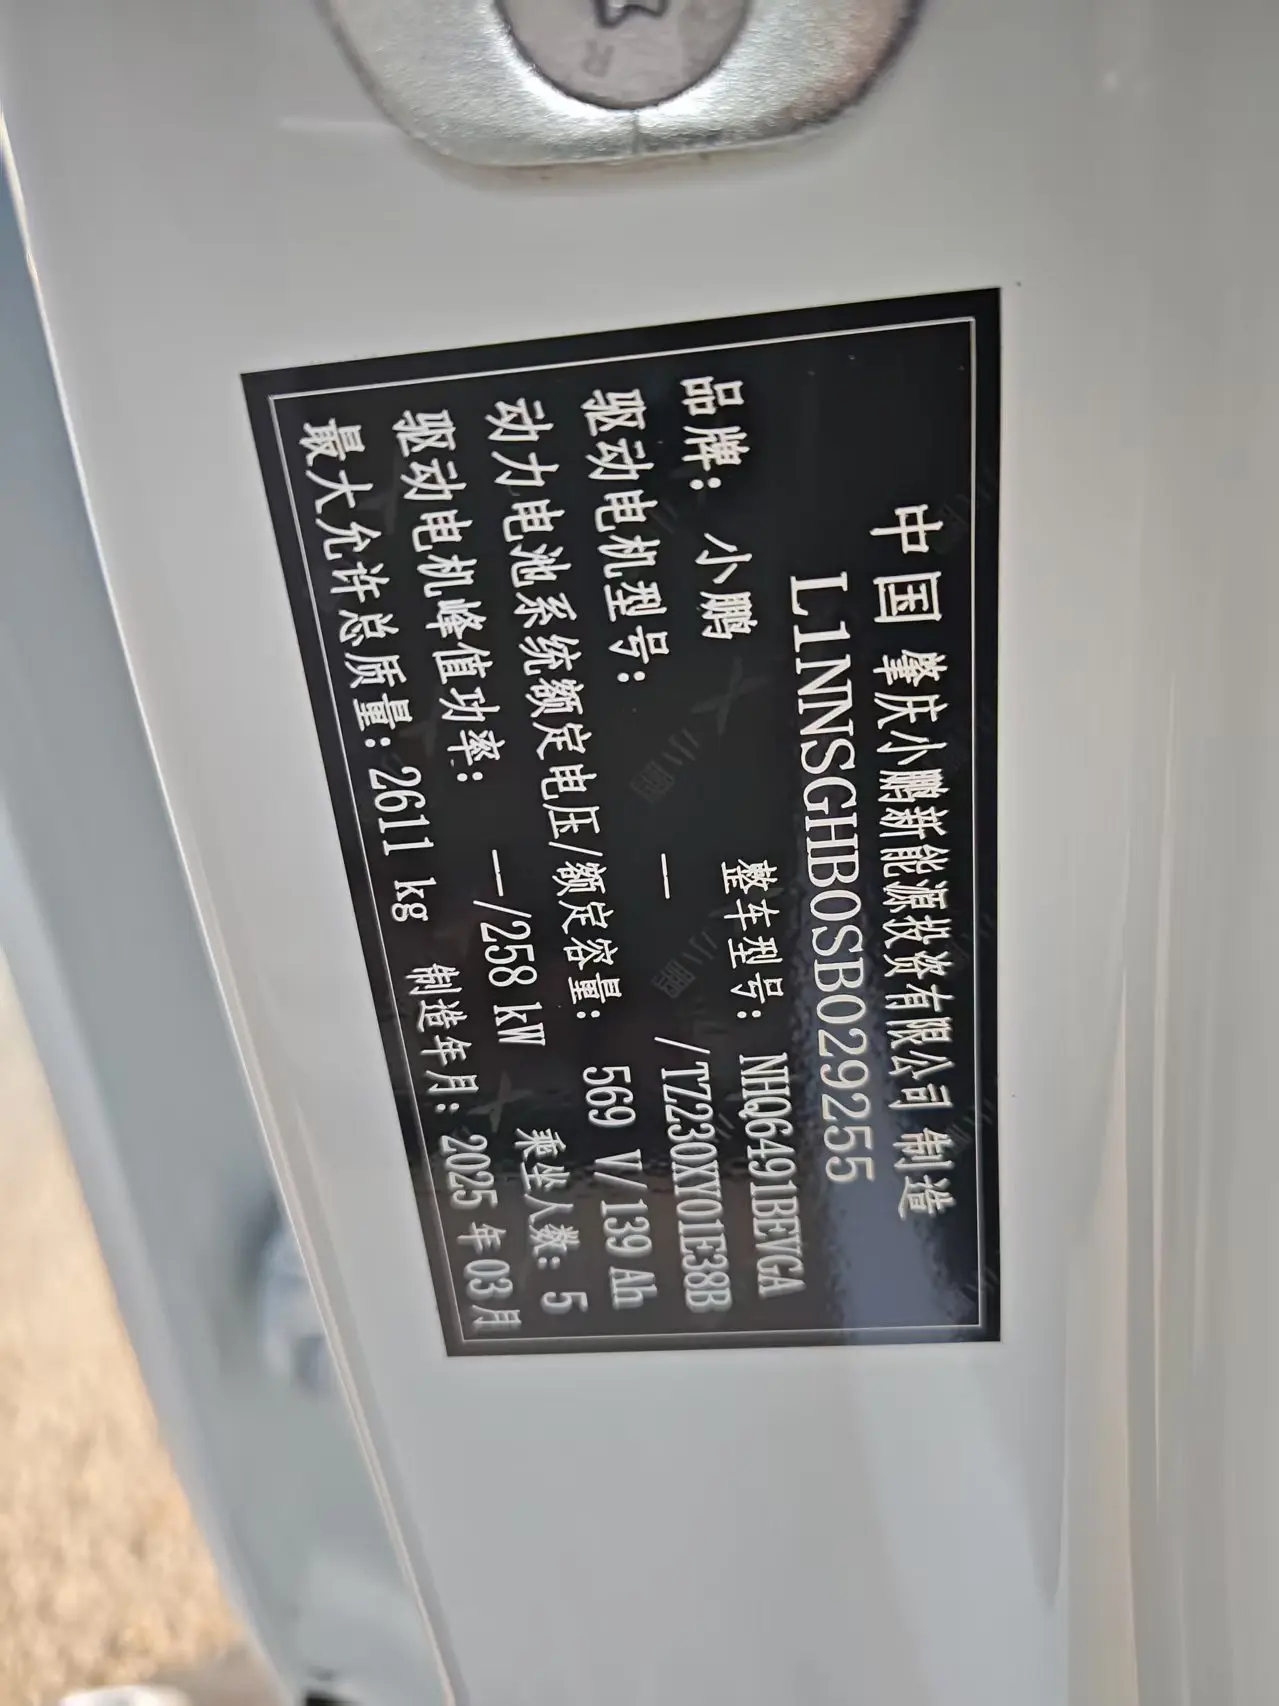 中国 肇庆小鹏新能源投资有限公司 制造
L1NNSGHB0SB029255
品牌: 小鹏 整车型号: NHQ6491BEVGA
驱动电机型号: — /TZ230XY01E38B
动力电池系统额定电压/额定容量: 569 V/139 Ah
驱动电机峰值功率: —/258 kW 乘坐人数: 5
最大允许总质量: 2611 kg 制造年月: 2025 年 03 月